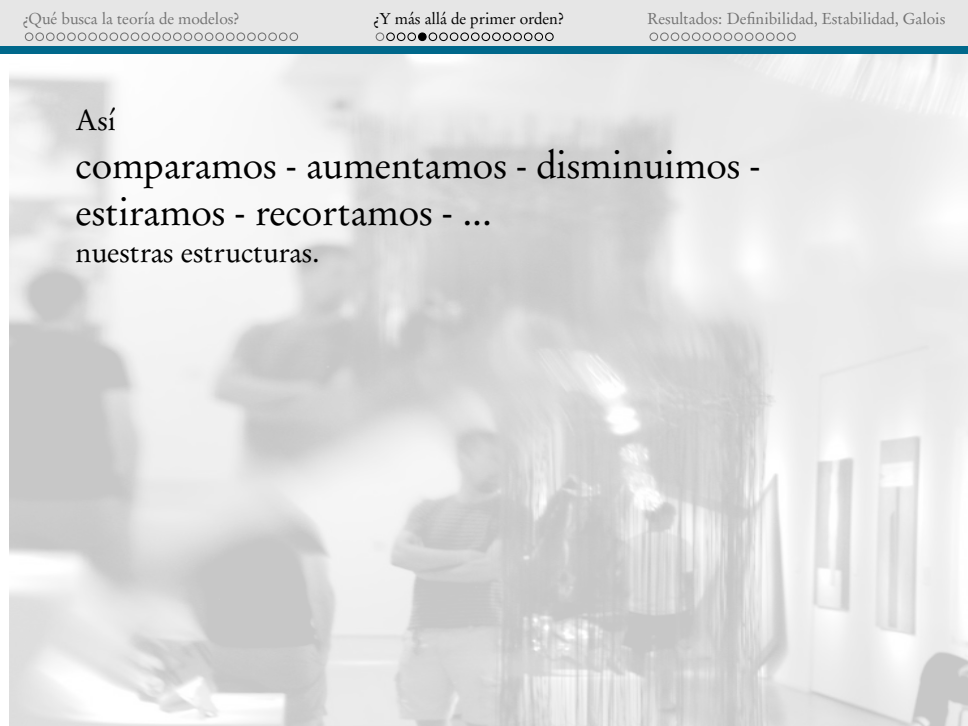 ¿Qué busca la teoría de modelos?
¿Y más allá de primer orden?
Resultados: Definibilidad, Estabilidad, Galois
Así
comparamos - aumentamos - disminuimos -
estiramos - recortamos - ...
nuestras estructuras.